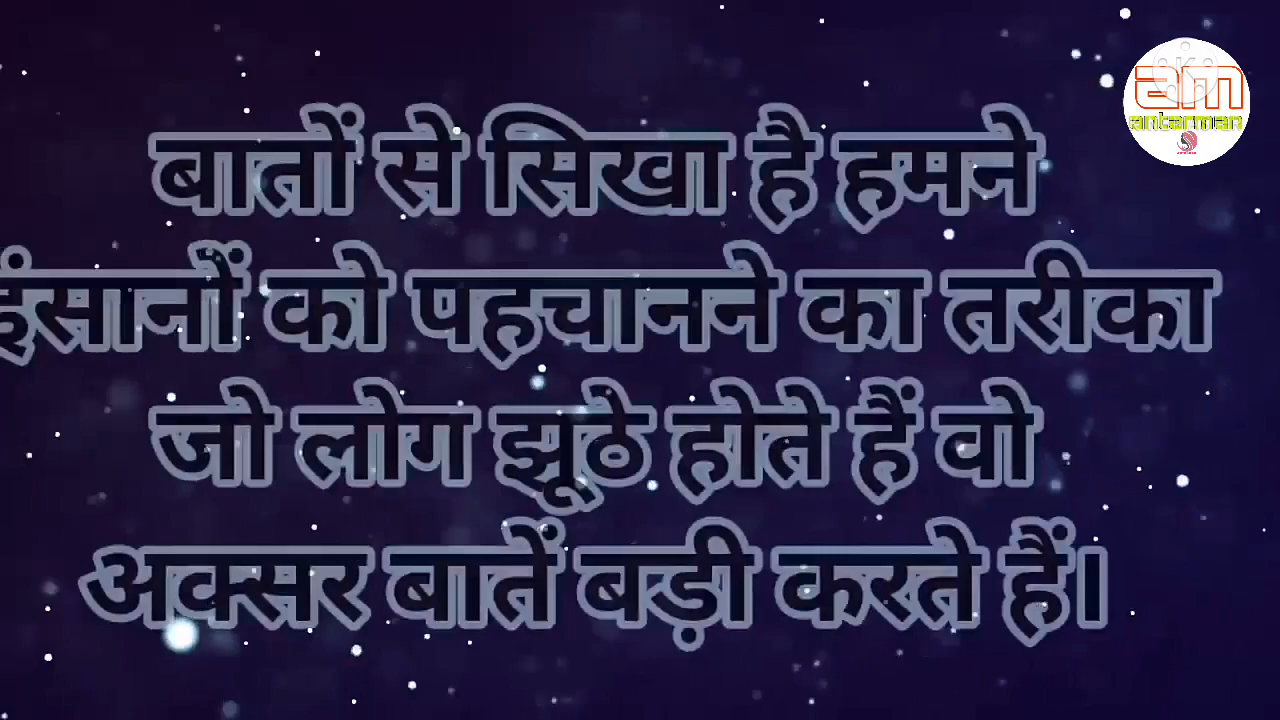 am
antarman
बातों से सिखा है हमने
इंसानों को पहचानने का तरीका
जो लोग झूठे होते हैं वो
अक्सर बातें बड़ी करते हैं।